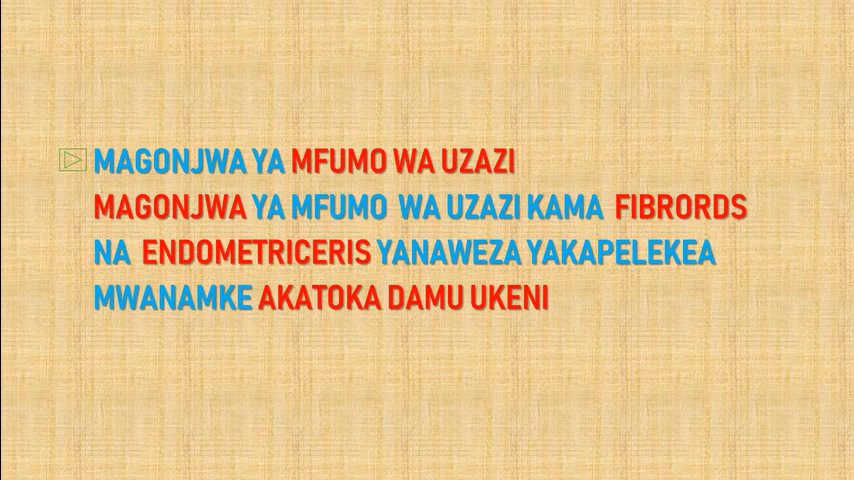 MAGONJWA YA MFUMO WA UZAZI
MAGONJWA YA MFUMO WA UZAZI KAMA FIBRORDS
NA ENDOMETRICERIS YANAWEZA YAKAPELEKEA
MWANAMKE AKATOKA DAMU UKENI